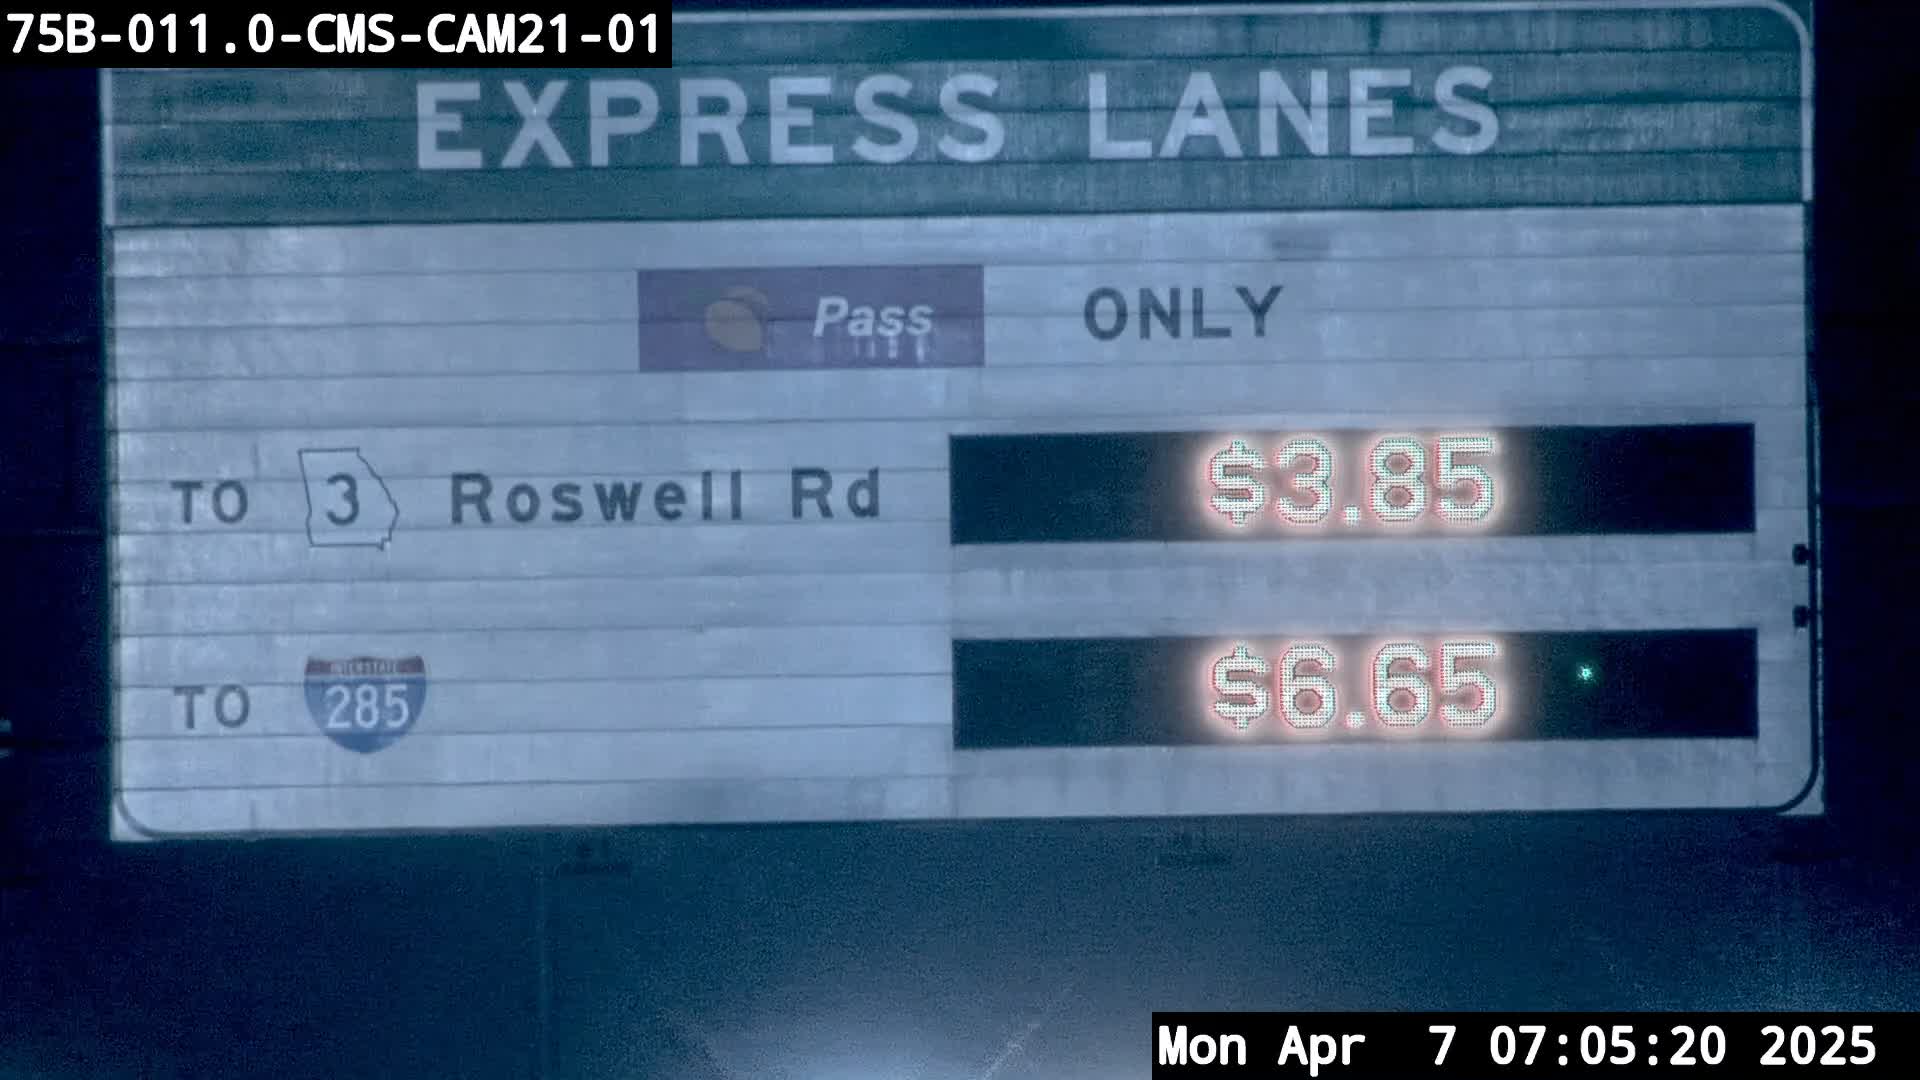 75B-011.0-CMS-CAM21-01
EXPRESS LANES
Pass ONLY
TO 3 Roswell Rd $3.85
TO INTERSTATE 285 $6.65
Mon Apr 7 07:05:20 2025